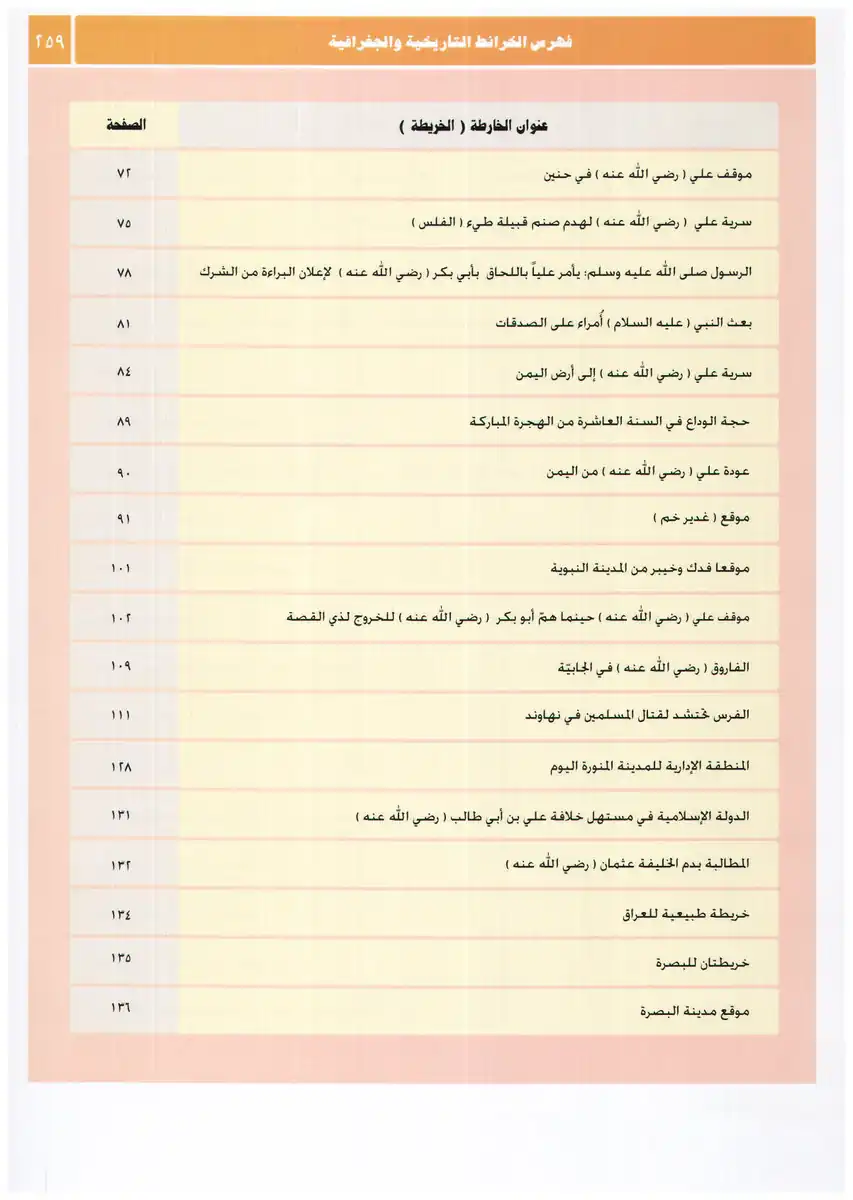 فهرس الخرائط التاريخية والجغرافية ٢٥٩
عنوان الخارطة ( الخريطة ) الصفحة
موقف علي ( رضي الله عنه ) في حنين ٧٢
سرية علي ( رضي الله عنه ) لهدم صنم قبيلة طيء ( الفلس ) ٧٥
الرسول صلى الله عليه وسلم: يأمر علياً باللحاق بأبي بكر ( رضي الله عنه ) لإعلان البراءة من الشرك ٧٨
بعث النبي ( عليه السلام ) أُمراء على الصدقات ٨١
سرية علي ( رضي الله عنه ) إلى أرض اليمن ٨٤
حجة الوداع في السنة العاشرة من الهجرة المباركة ٨٩
عودة علي ( رضي الله عنه ) من اليمن ٩٠
موقع ( غدير خم ) ٩١
موقعا فدك وخيبر من المدينة النبوية ١٠١
موقف علي ( رضي الله عنه ) حينما همّ أبو بكر ( رضي الله عنه ) للخروج لذي القصة ١٠٢
الفاروق ( رضي الله عنه ) في الجابيّة ١٠٩
الفرس تحتشد لقتال المسلمين في نهاوند ١١١
المنطقة الإدارية للمدينة المنورة اليوم ١٢٨
الدولة الإسلامية في مستهل خلافة علي بن أبي طالب ( رضي الله عنه ) ١٣١
المطالبة بدم الخليفة عثمان ( رضي الله عنه ) ١٣٢
خريطة طبيعية للعراق ١٣٤
خريطتان للبصرة ١٣٥
موقع مدينة البصرة ١٣٦